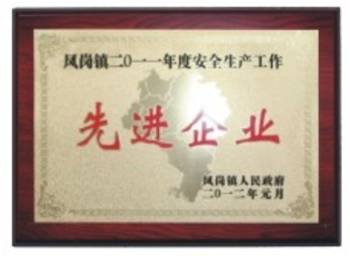 凤岗镇二〇一一年度安全生产工作
先进企业
凤岗镇人民政府
二〇一二年元月